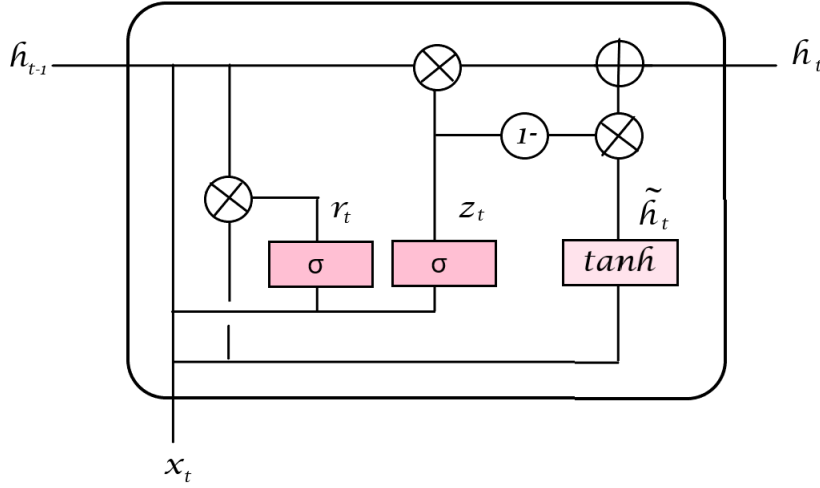 h_{t-1}
h_t
1-
r_t
z_t
h̃_t
σ
σ
tanh
x_t